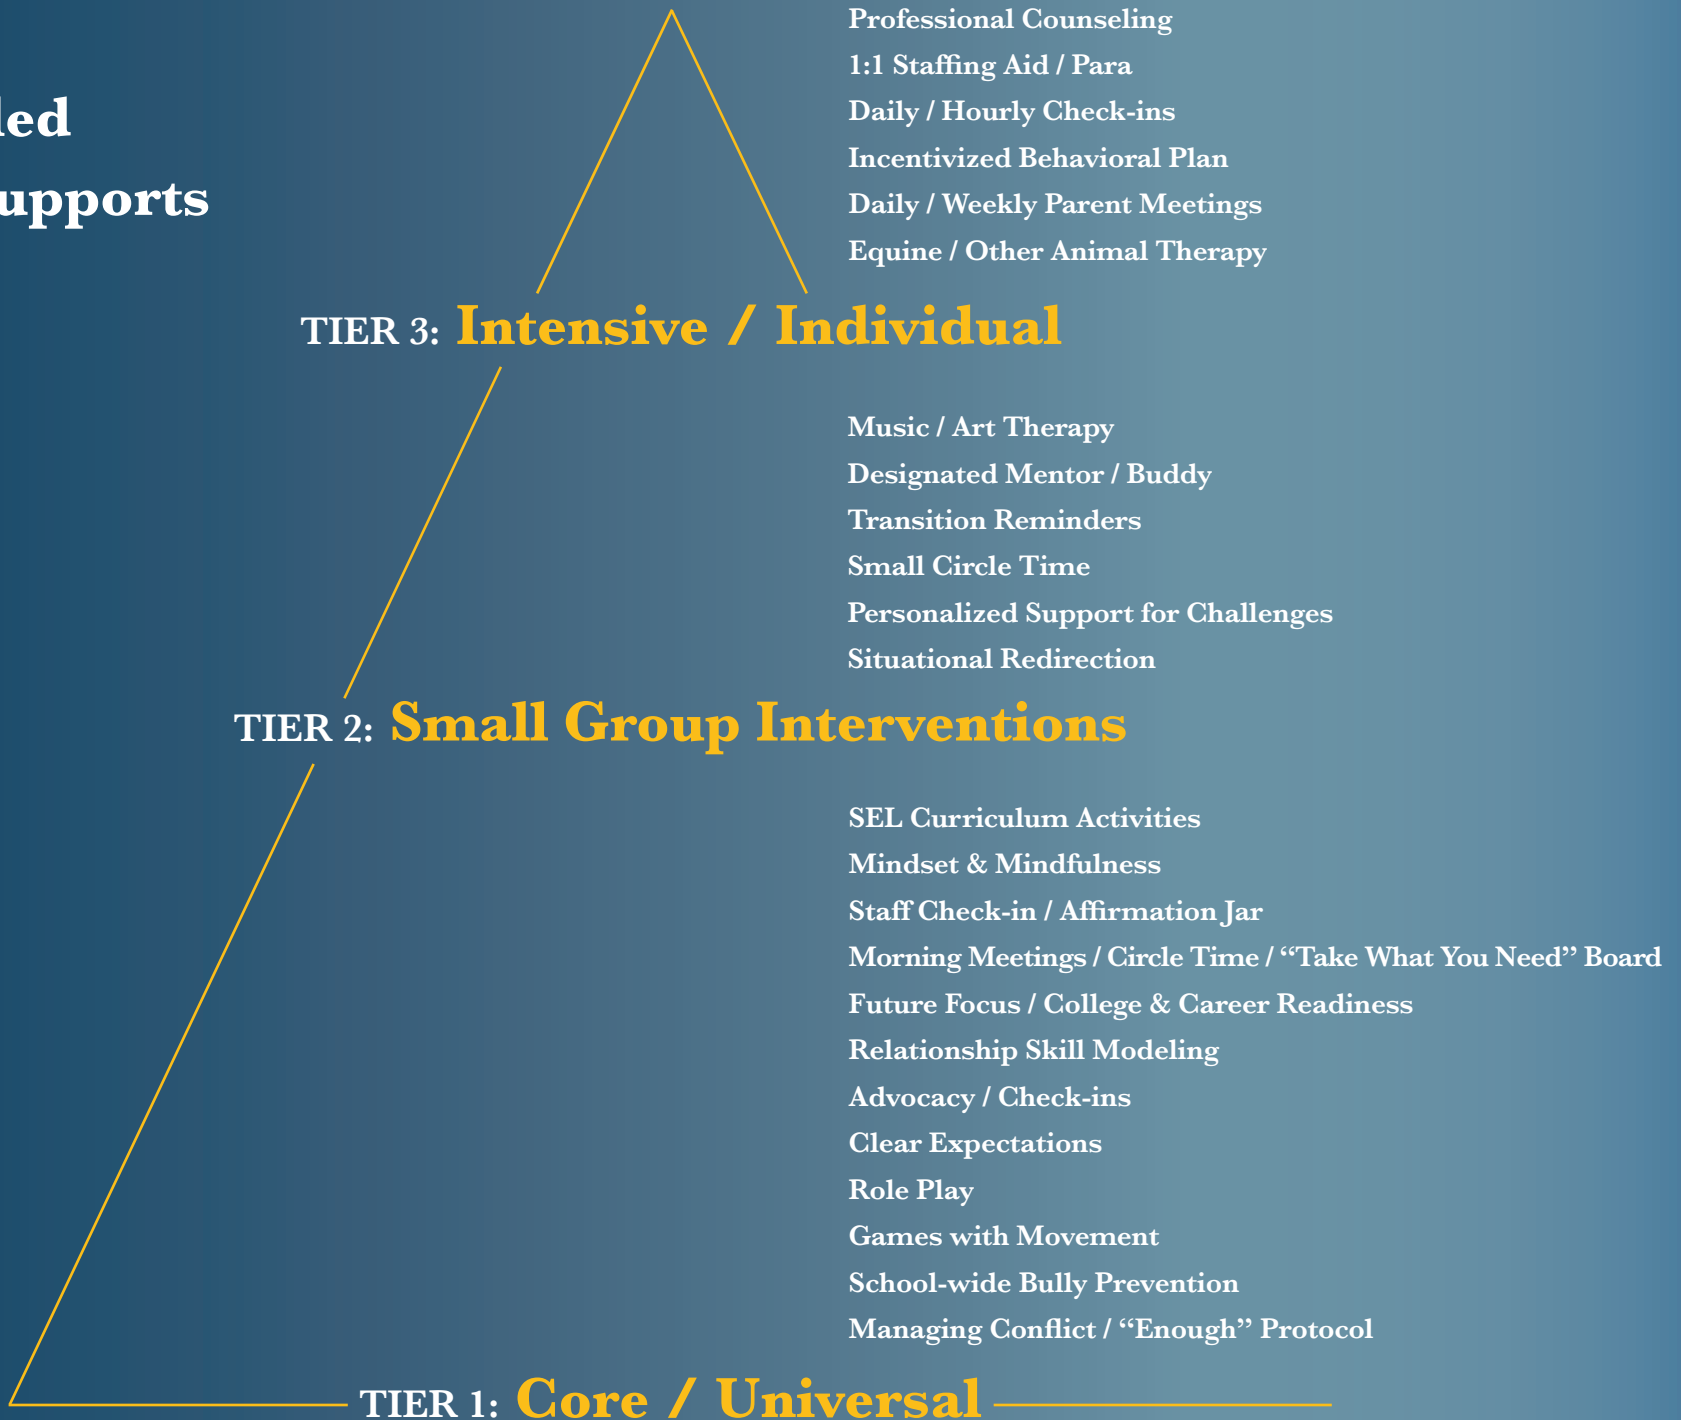 upports
Professional Counseling
1:1 Staffing Aid / Para
Daily / Hourly Check-ins
Incentivized Behavioral Plan
Daily / Weekly Parent Meetings
Equine / Other Animal Therapy
TIER 3: Intensive / Individual
Music / Art Therapy
Designated Mentor / Buddy
Transition Reminders
Small Circle Time
Personalized Support for Challenges
Situational Redirection
TIER 2: Small Group Interventions
SEL Curriculum Activities
Mindset & Mindfulness
Staff Check-in / Affirmation Jar
Morning Meetings / Circle Time / “Take What You Need” Board
Future Focus / College & Career Readiness
Relationship Skill Modeling
Advocacy / Check-ins
Clear Expectations
Role Play
Games with Movement
School-wide Bully Prevention
Managing Conflict / “Enough” Protocol
TIER 1: Core / Universal